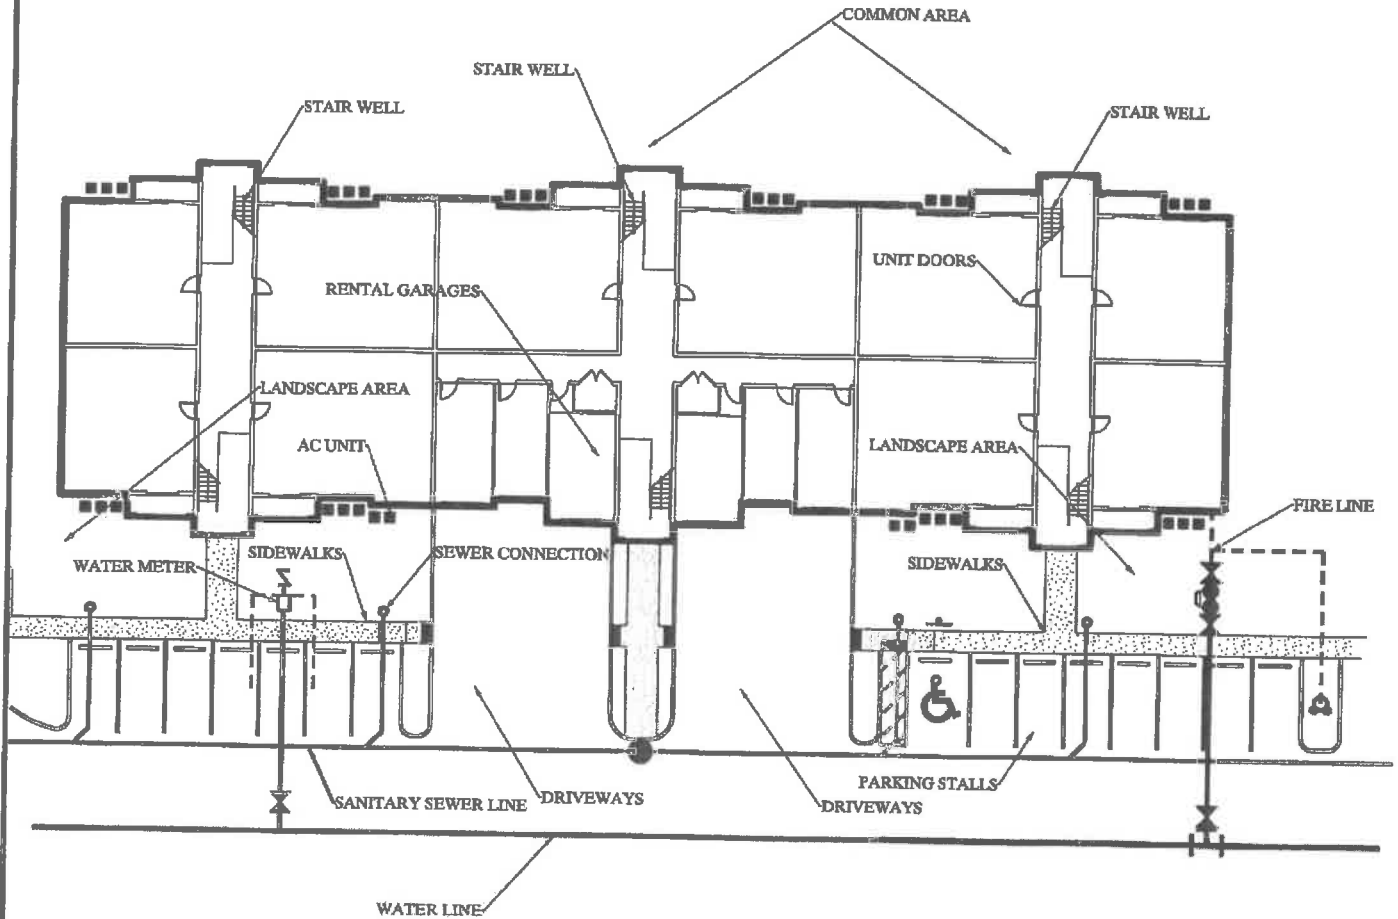 COMMON AREA
STAIR WELL
STAIR WELL
STAIR WELL
UNIT DOORS
RENTAL GARAGES
LANDSCAPE AREA
AC UNIT
LANDSCAPE AREA
FIRE LINE
SIDEWALKS
SEWER CONNECTION
WATER METER
SIDEWALKS
PARKING STALLS
SANITARY SEWER LINE
DRIVEWAYS
DRIVEWAYS
WATER LINE